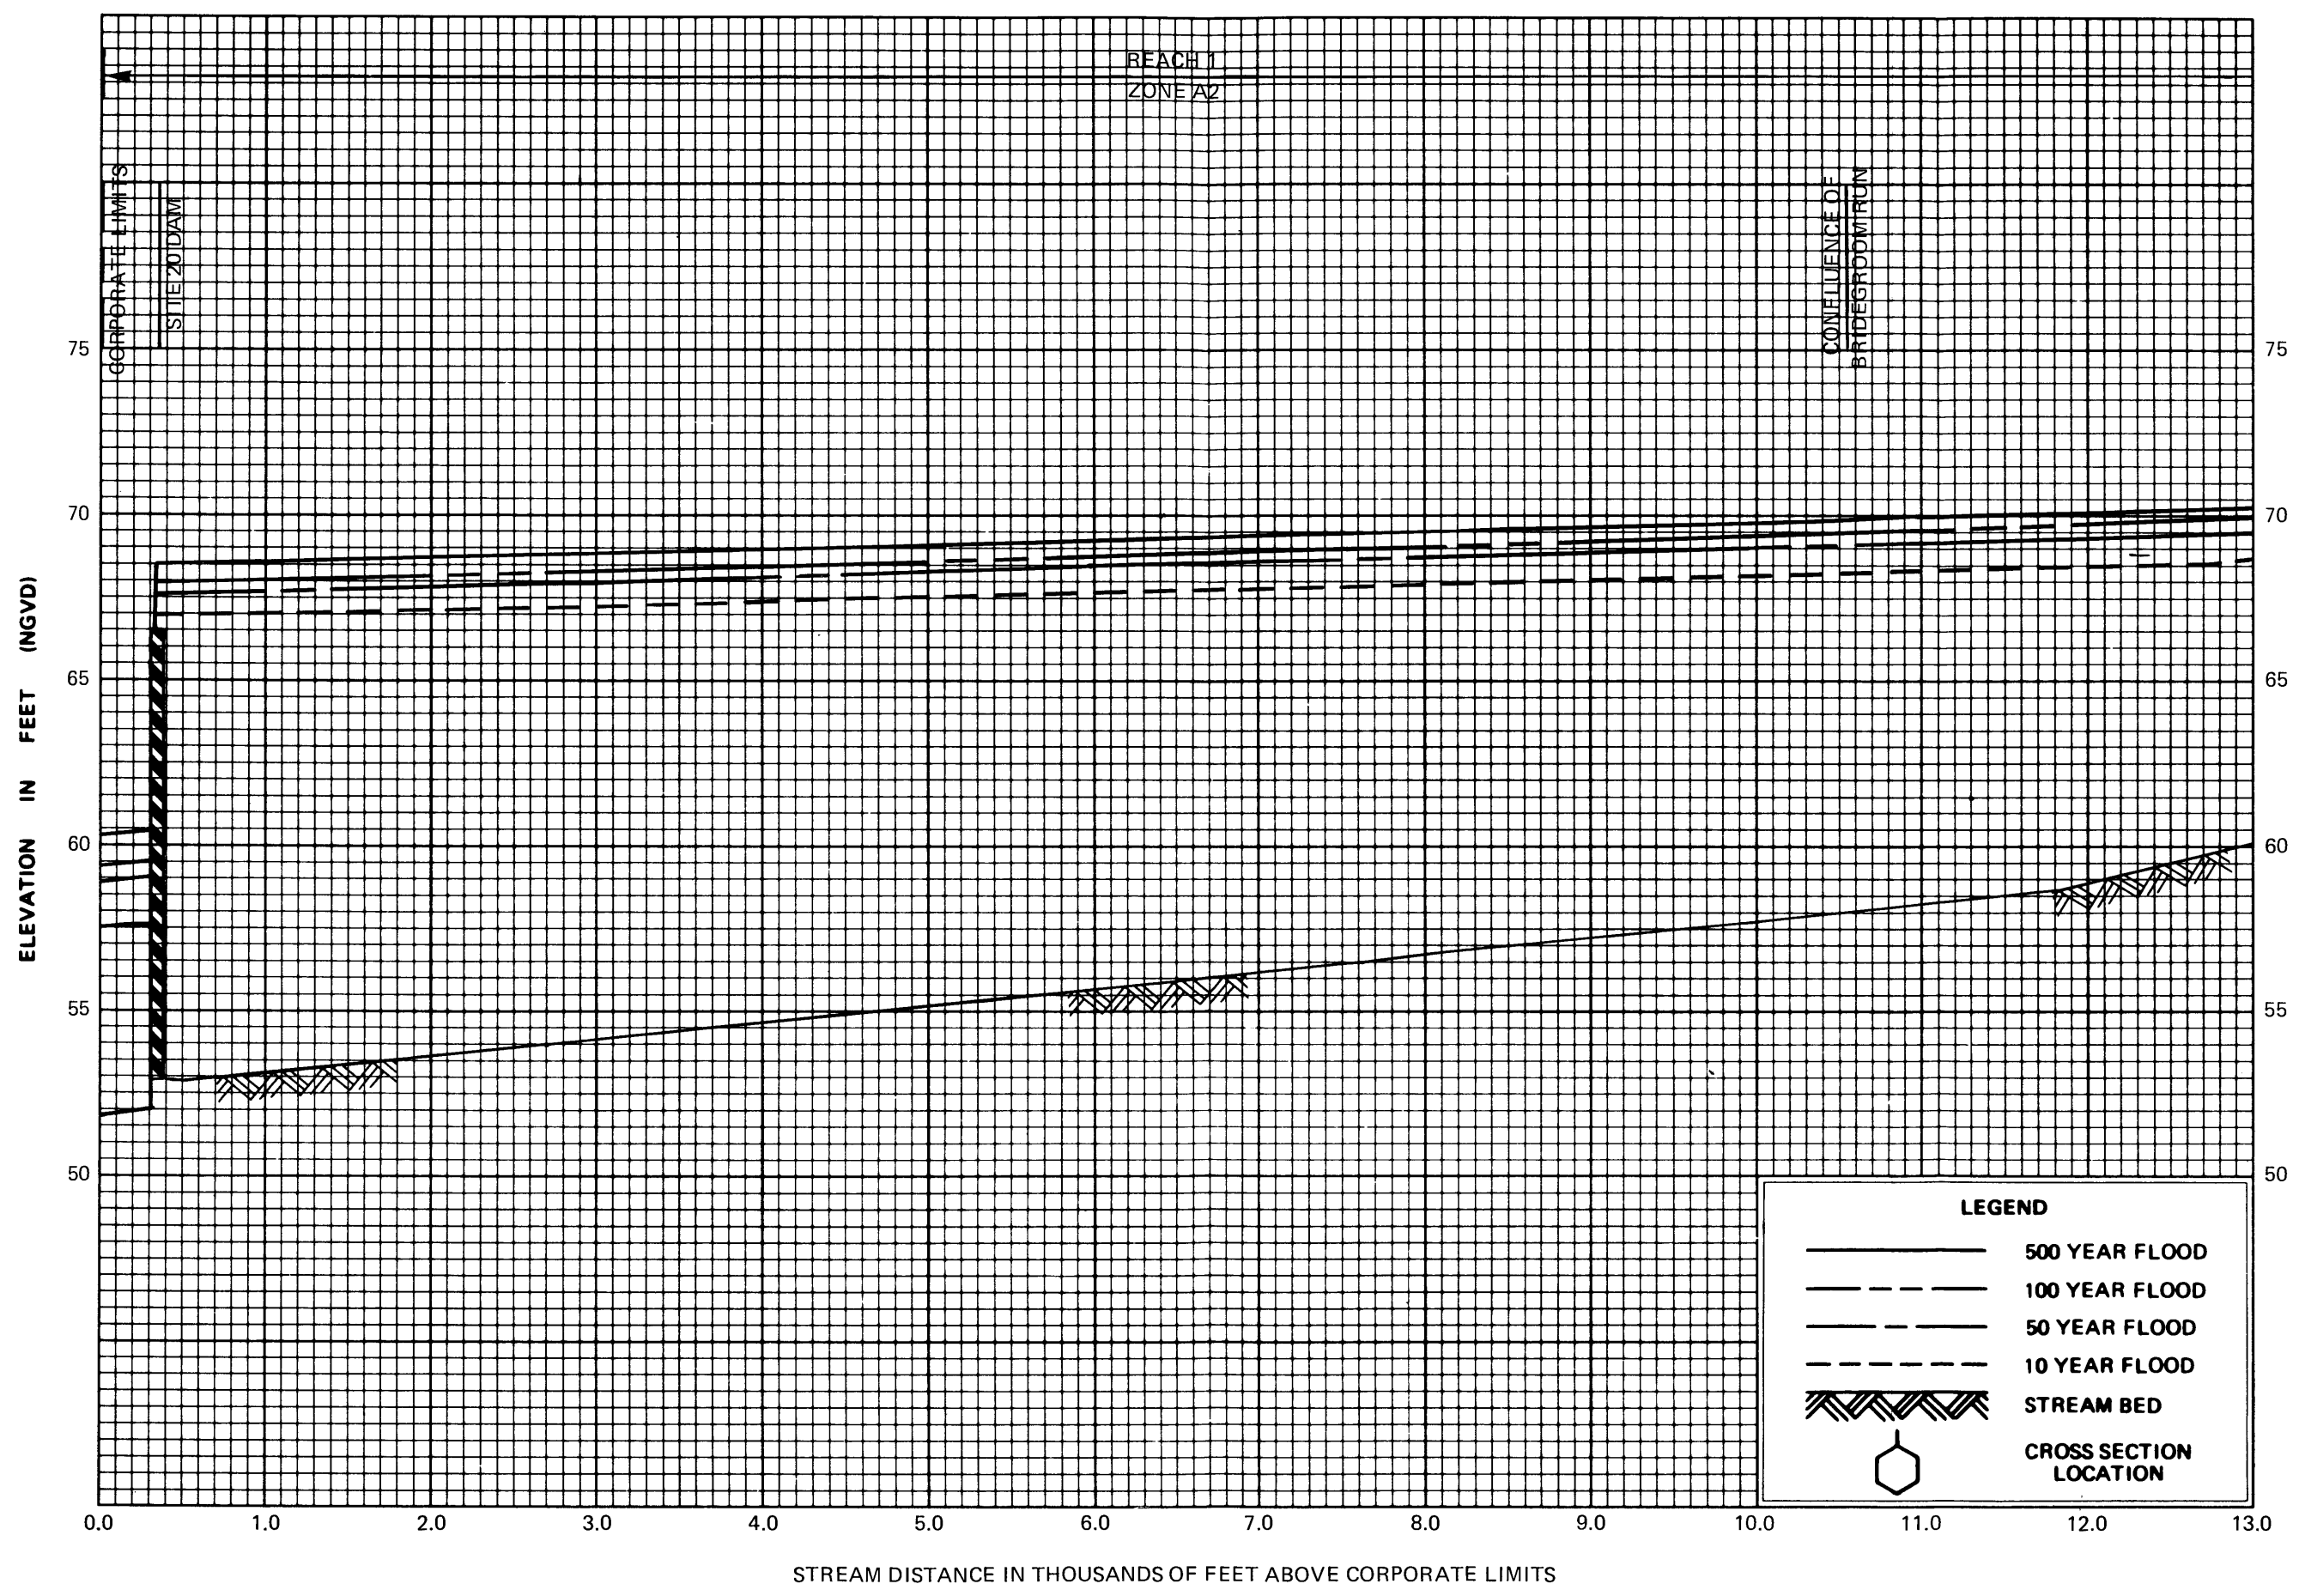 REACH 1
ZONE A2
CORPORATE LIMITS
SITE 20 DAM
CONFLUENCE OF
BRIDEGROOM RUN
75
75
70
70
65
65
60
60
55
55
50
50
ELEVATION IN FEET (NGVD)
LEGEND
500 YEAR FLOOD
100 YEAR FLOOD
50 YEAR FLOOD
10 YEAR FLOOD
STREAM BED
CROSS SECTION
LOCATION
0.0 1.0 2.0 3.0 4.0 5.0 6.0 7.0 8.0 9.0 10.0 11.0 12.0 13.0
STREAM DISTANCE IN THOUSANDS OF FEET ABOVE CORPORATE LIMITS